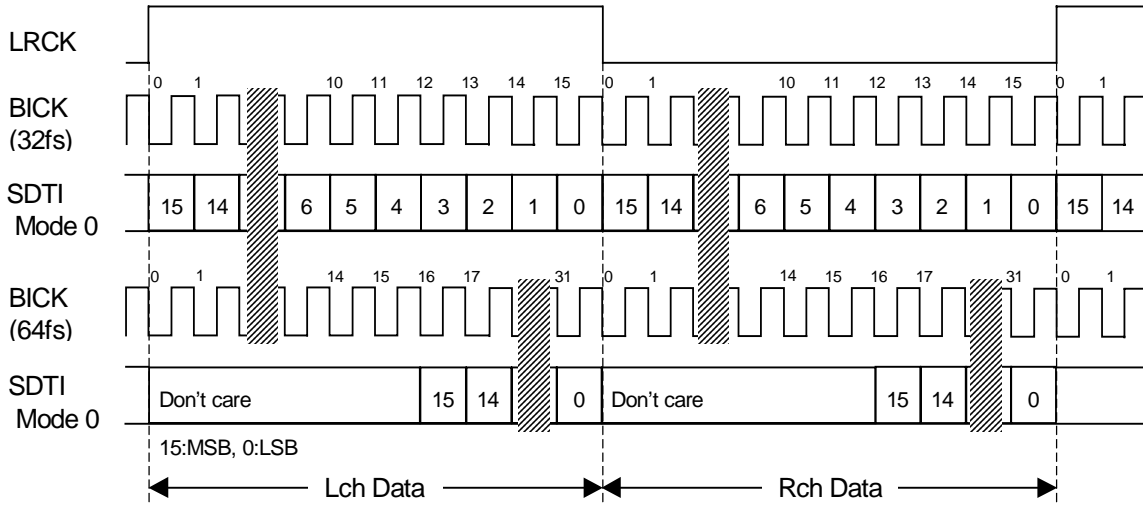 LRCK
0 1 10 11 12 13 14 15 0 1 10 11 12 13 14 15 0 1
BICK
(32fs)
SDTI
Mode 0
15 14 6 5 4 3 2 1 0 15 14 6 5 4 3 2 1 0 15 14
0 1 14 15 16 17 31 0 1 14 15 16 17 31 0 1
BICK
(64fs)
SDTI
Mode 0
Don't care 15 14 0 Don't care 15 14 0
15:MSB, 0:LSB
Lch Data Rch Data